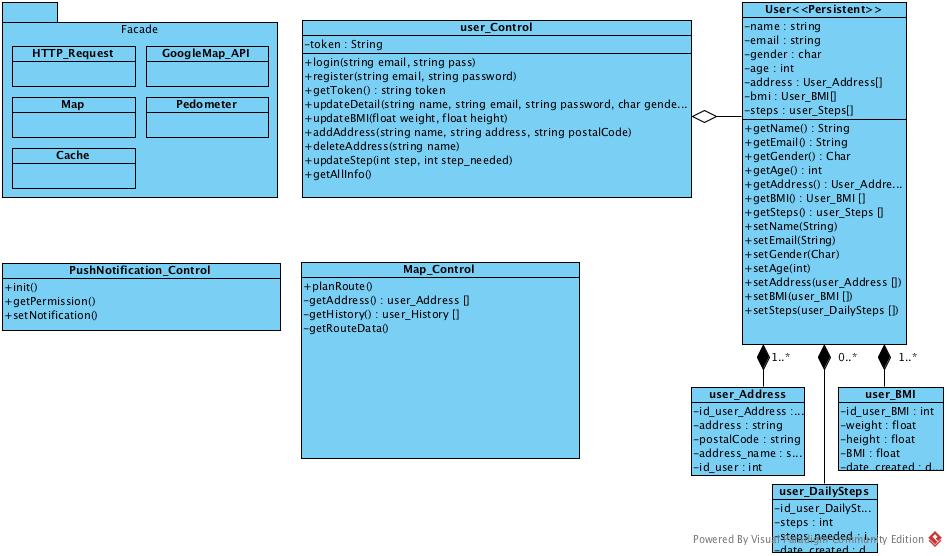 Facade
HTTP_Request
GoogleMap_API
Map
Pedometer
Cache
user_Control
-token : String
+login(string email, string pass)
+register(string email, string password)
+getToken() : string token
+updateDetail(string name, string email, string password, char gende...
+updateBMI(float weight, float height)
+addAddress(string name, string address, string postalCode)
+deleteAddress(string name)
+updateStep(int step, int step_needed)
+getAllInfo()
User<<Persistent>>
-name : string
-email : string
-gender : char
-age : int
-address : User_Address[]
-bmi : User_BMI[]
-steps : user_Steps[]
+getName() : String
+getEmail() : String
+getGender() : Char
+getAge() : int
+getAddress() : User_Addre...
+getBMI() : User_BMI []
+getSteps() : user_Steps []
+setName(String)
+setEmail(String)
+setGender(Char)
+setAge(int)
+setAddress(user_Address [])
+setBMI(user_BMI [])
+setSteps(user_DailySteps [])
PushNotification_Control
+init()
+getPermission()
+setNotification()
Map_Control
+planRoute()
-getAddress() : user_Address []
-getHistory() : user_History []
-getRouteData()
1..*
0..*
1..*
user_Address
-id_user_Address :...
-address : string
-postalCode : string
-address_name : s...
-id_user : int
user_BMI
-id_user_BMI : int
-weight : float
-height : float
-BMI : float
-date_created : d...
user_DailySteps
-id_user_DailySt...
-steps : int
-steps_needed : i...
-date_created : d...
Powered By Visual Paradigm Community Edition